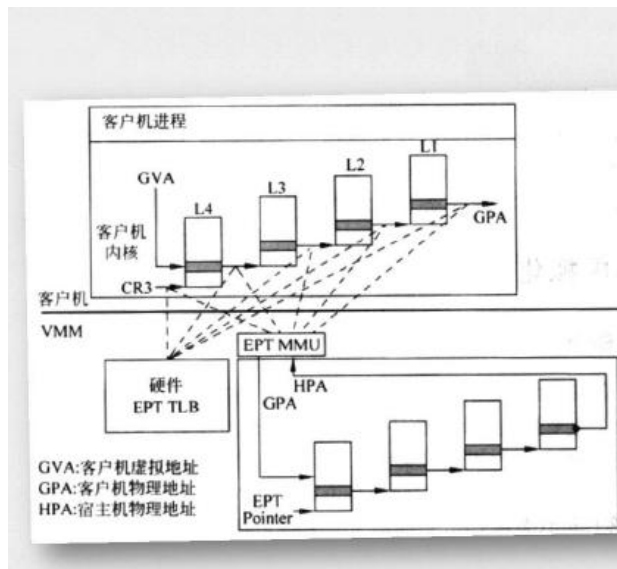 客户机进程
L1
L2
L3
L4
GVA
GPA
客户机
内核
CR3
客户机
VMM
EPT MMU
硬件
EPT TLB
HPA
GPA
GVA:客户机虚拟地址
GPA:客户机物理地址
HPA:宿主机物理地址
EPT
Pointer